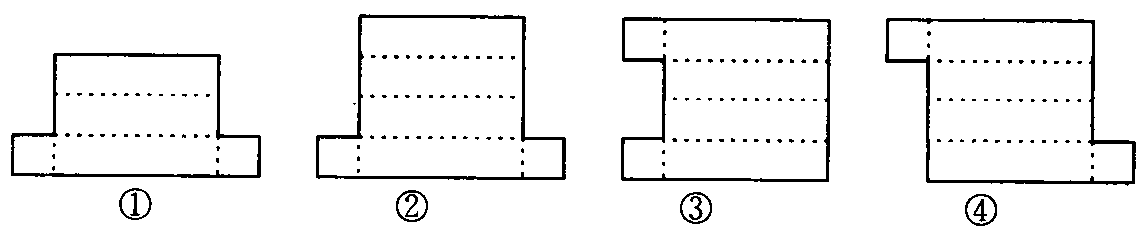 ① ② ③ ④